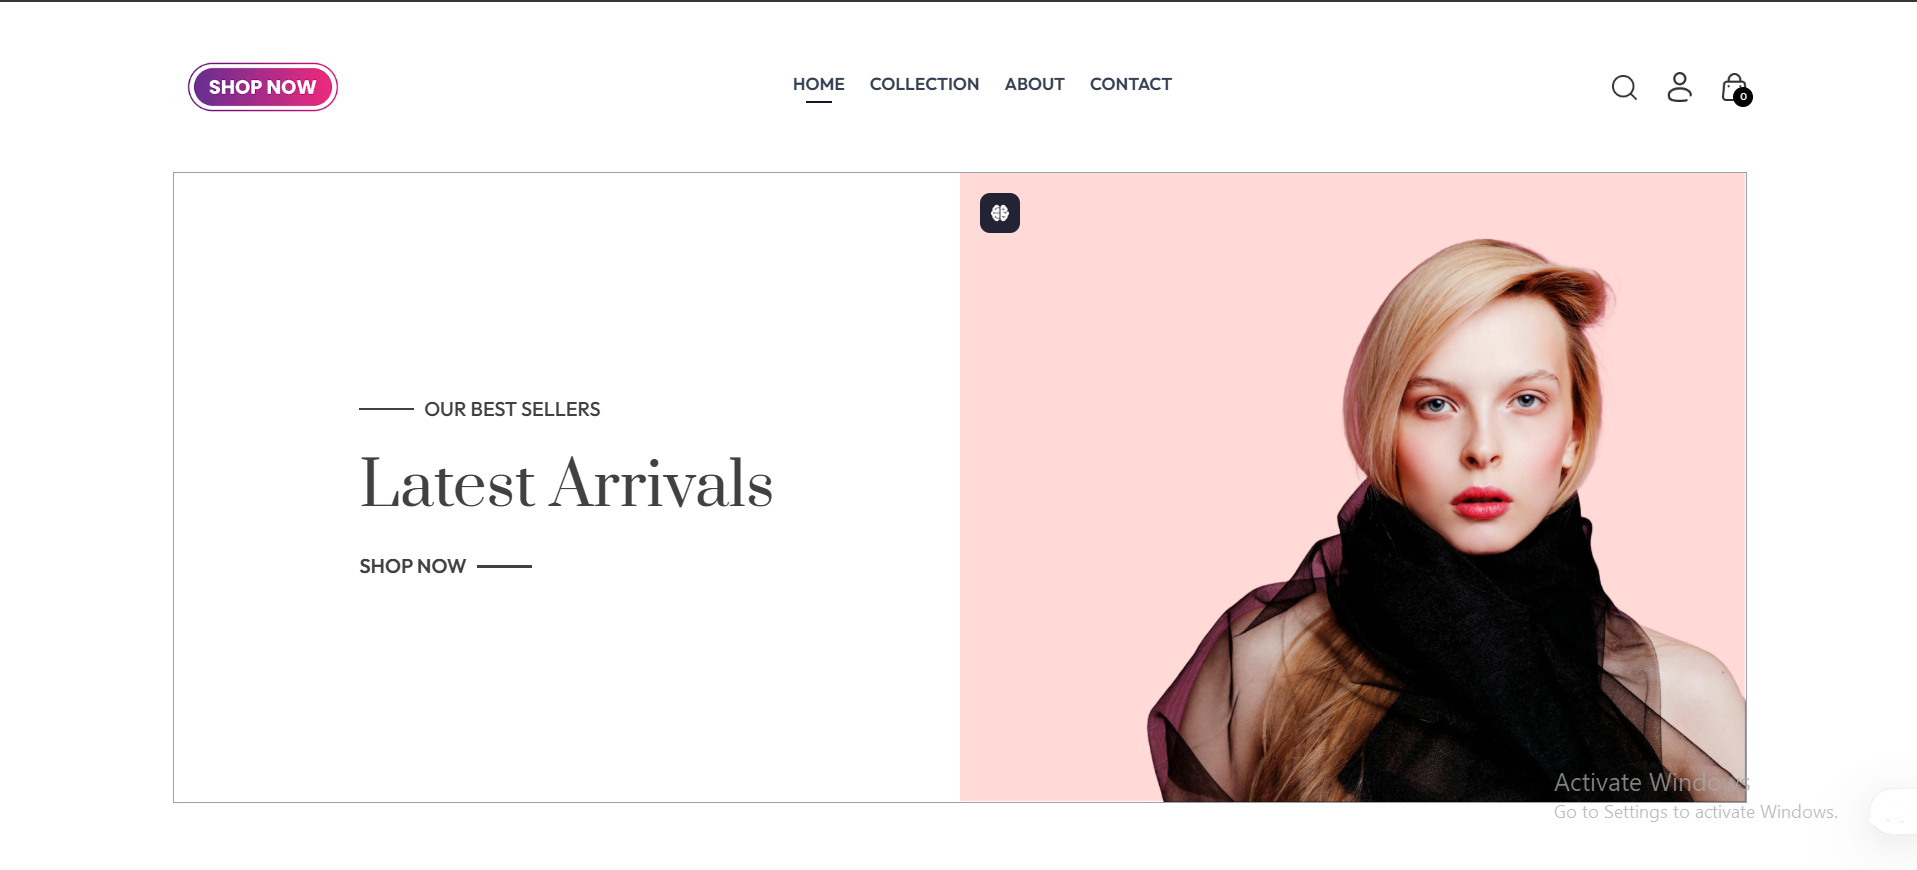 SHOP NOW
HOME COLLECTION ABOUT CONTACT
0
OUR BEST SELLERS
Latest Arrivals
SHOP NOW
Activate Windows
Go to Settings to activate Windows.